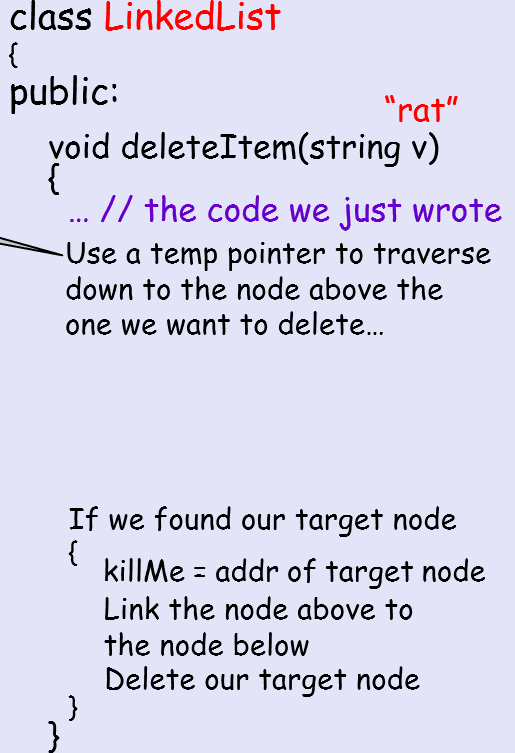 class LinkedList
{
public:
"rat"
void deleteItem(string v)
{
… // the code we just wrote
Use a temp pointer to traverse
down to the node above the
one we want to delete…
If we found our target node
{
killMe = addr of target node
Link the node above to
the node below
Delete our target node
}
}